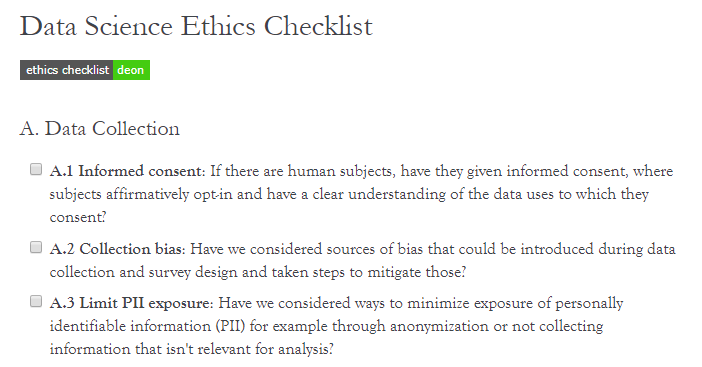 Data Science Ethics Checklist
ethics checklist deon
A. Data Collection
A.1 Informed consent: If there are human subjects, have they given informed consent, where
subjects affirmatively opt-in and have a clear understanding of the data uses to which they
consent?
A.2 Collection bias: Have we considered sources of bias that could be introduced during data
collection and survey design and taken steps to mitigate those?
A.3 Limit PII exposure: Have we considered ways to minimize exposure of personally
identifiable information (PII) for example through anonymization or not collecting
information that isn't relevant for analysis?